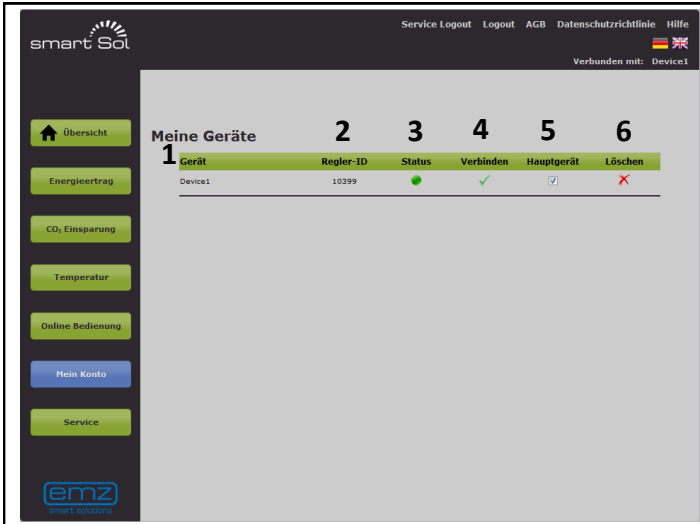 smart Sol
Service Logout Logout AGB Datenschutzrichtlinie Hilfe
Verbunden mit: Device1
Übersicht
Energieertrag
CO₂ Einsparung
Temperatur
Online Bedienung
Mein Konto
Service
emz
smart solutions
Meine Geräte
1 2 3 4 5 6
Gerät Regler-ID Status Verbinden Hauptgerät Löschen
Device1 10399